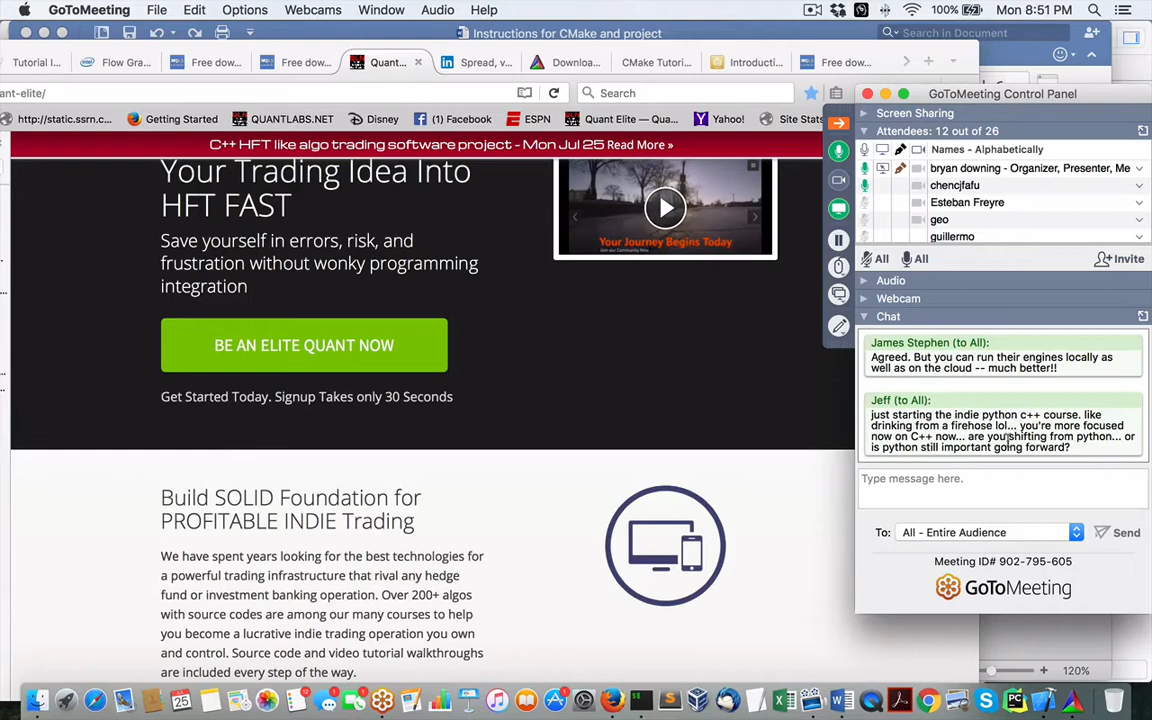 GoToMeeting File Edit Options Webcams Window Audio Help 100% Mon 8:51 PM
Instructions for CMake and project
Search in Document
Tutorial I... Flow Gra... Free dow... Free dow... Quant... Spread, v... Downloa... CMake Tutori... Introducti... Free dow...
ant-elite/
Search
http://static.ssrn.c... Getting Started QUANTLABS.NET Disney Facebook ESPN Quant Elite — Qua... Yahoo! Site Stats
C++ HFT like algo trading software project - Mon Jul 25 Read More »
Your Trading Idea Into
HFT FAST
Save yourself in errors, risk, and
frustration without wonky programming
integration
Your Journey Begins Today
BE AN ELITE QUANT NOW
Get Started Today. Signup Takes only 30 Seconds
Build SOLID Foundation for
PROFITABLE INDIE Trading
We have spent years looking for the best technologies for
a powerful trading infrastructure that rival any hedge
fund or investment banking operation. Over 200+ algos
with source codes are among our many courses to help
you become a lucrative indie trading operation you own
and control. Source code and video tutorial walkthroughs
are included every step of the way.
GoToMeeting Control Panel
Screen Sharing
Attendees: 12 out of 26
Names - Alphabetically
bryan downing - Organizer, Presenter, Me
chencjfafu
Esteban Freyre
geo
guillermo
All All Invite
Audio
Webcam
Chat
James Stephen (to All):
Agreed. But you can run their engines locally as
well as on the cloud -- much better!!
Jeff (to All):
just starting the indie python c++ course. like
drinking from a firehose lol... you're more focused
now on C++ now... are you shifting from python... or
is python still important going forward?
Type message here.
To: All - Entire Audience Send
Meeting ID# 902-795-605
GoToMeeting
120%